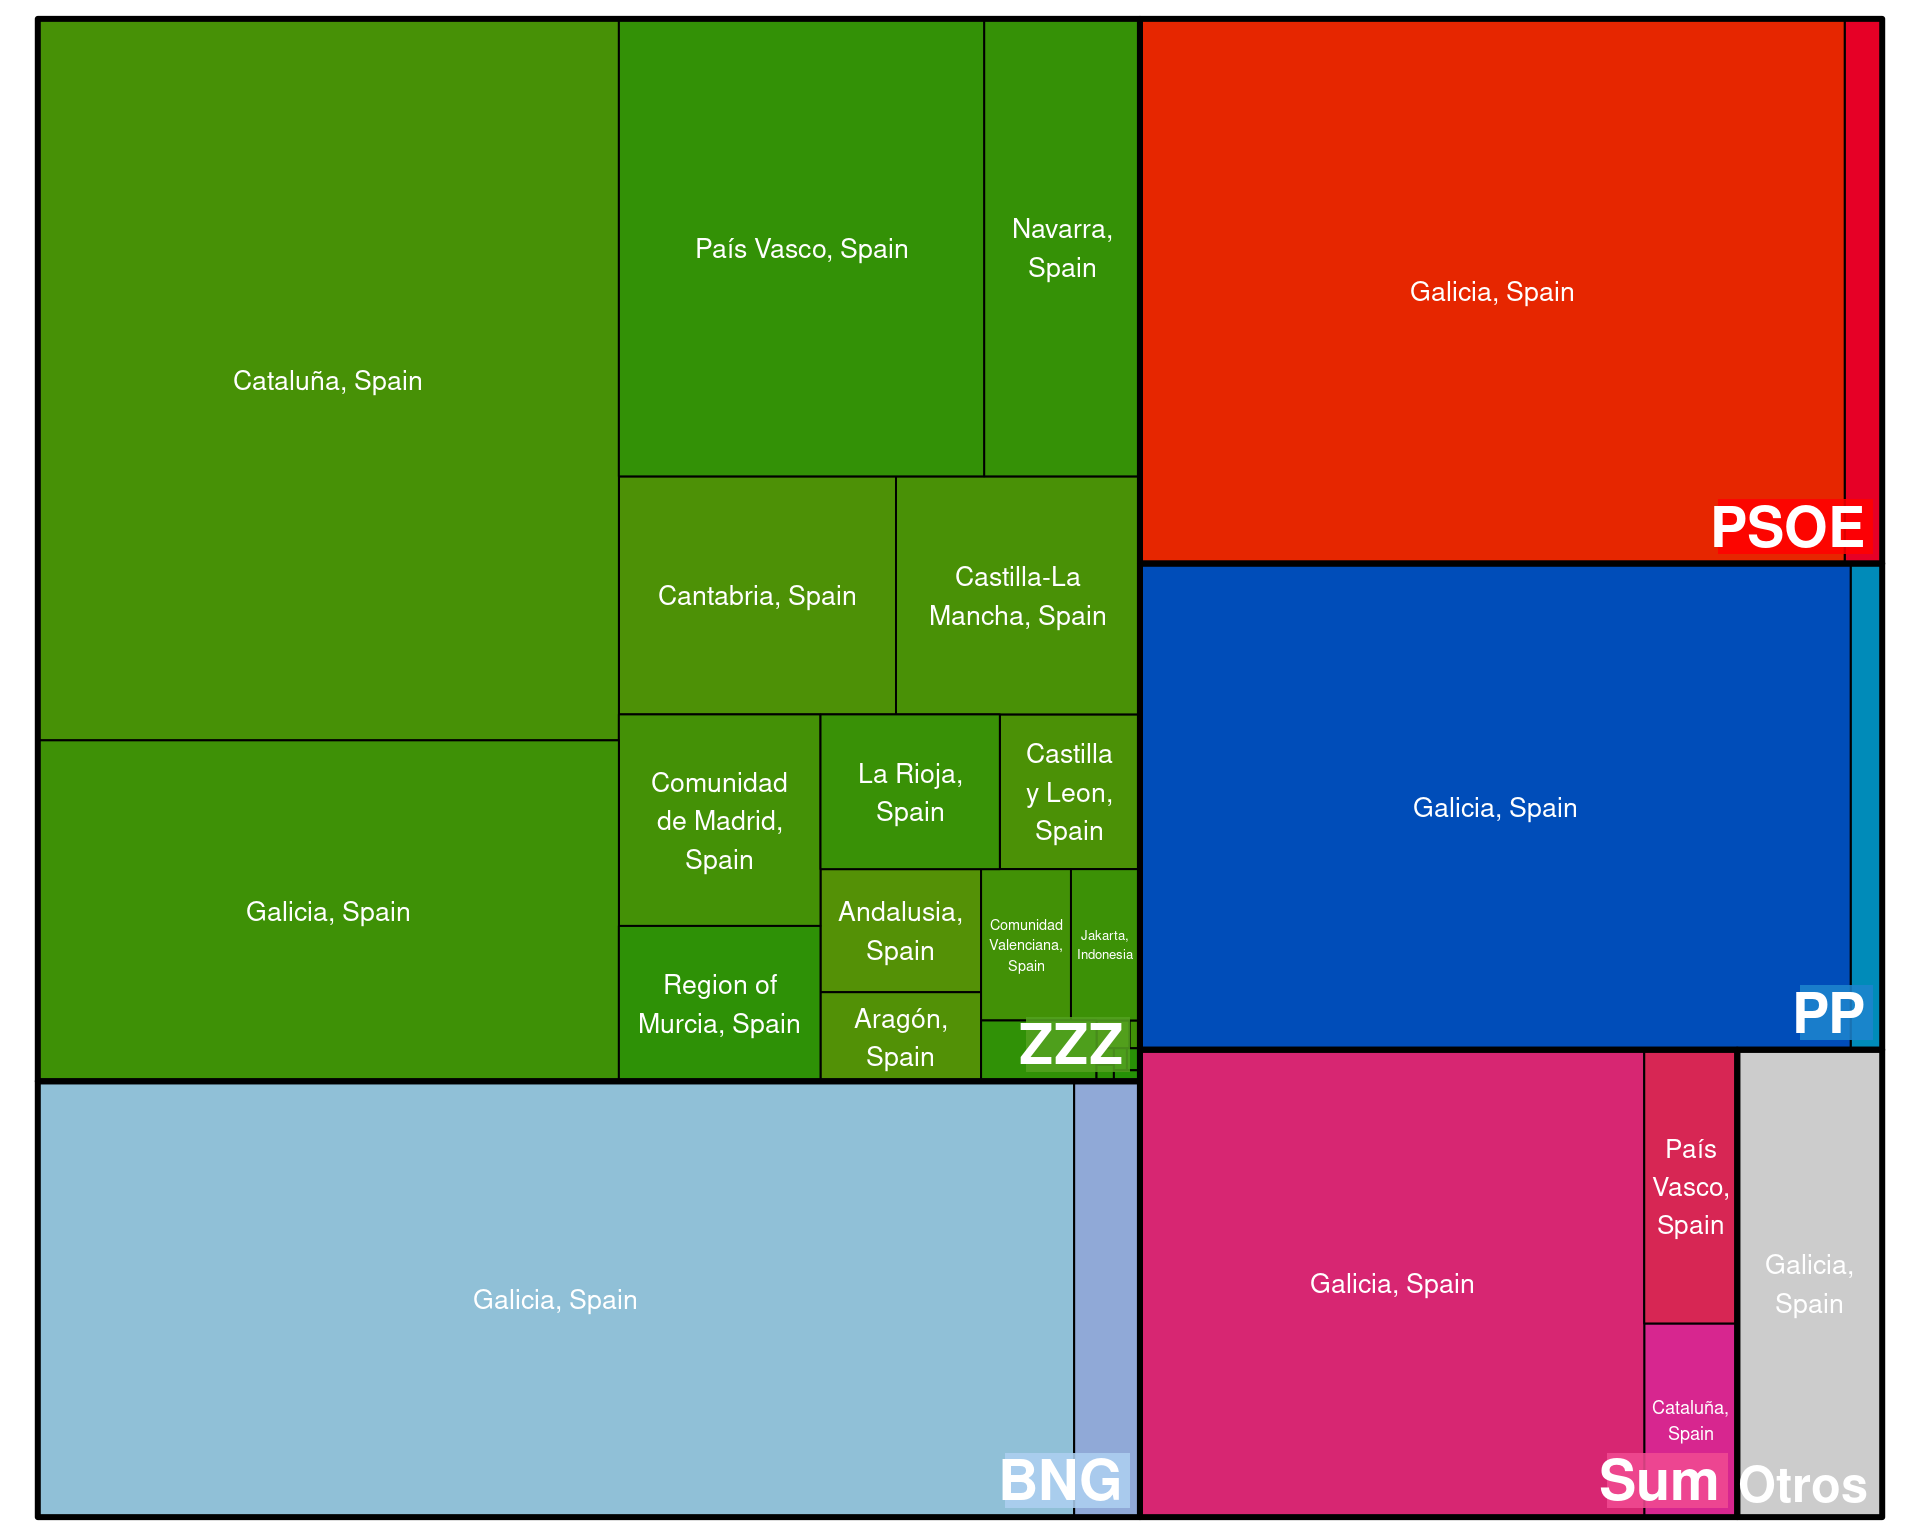 Cataluña, Spain
País Vasco, Spain
Navarra,
Spain
Cantabria, Spain
Castilla-La
Mancha, Spain
Comunidad
de Madrid,
Spain
La Rioja,
Spain
Castilla
y Leon,
Spain
Galicia, Spain
Region of
Murcia, Spain
Andalusia,
Spain
Comunidad
Valenciana,
Spain
Jakarta,
Indonesia
Aragón,
Spain
ZZZ
Galicia, Spain
BNG
Galicia, Spain
PSOE
Galicia, Spain
PP
Galicia, Spain
País
Vasco,
Spain
Cataluña,
Spain
Sum
Galicia,
Spain
Otros